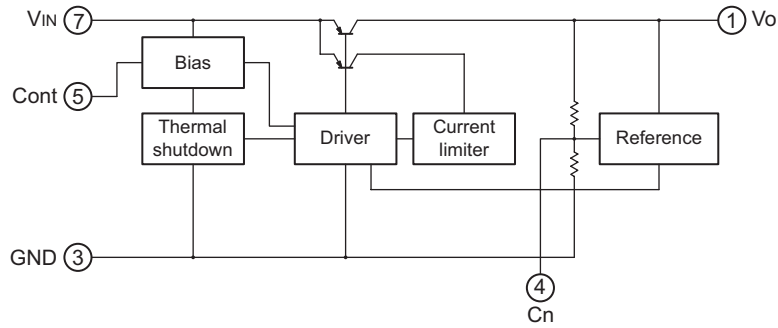 VIN 7
1 Vo
Bias
Cont 5
Thermal
shutdown
Driver
Current
limiter
Reference
GND 3
4
Cn